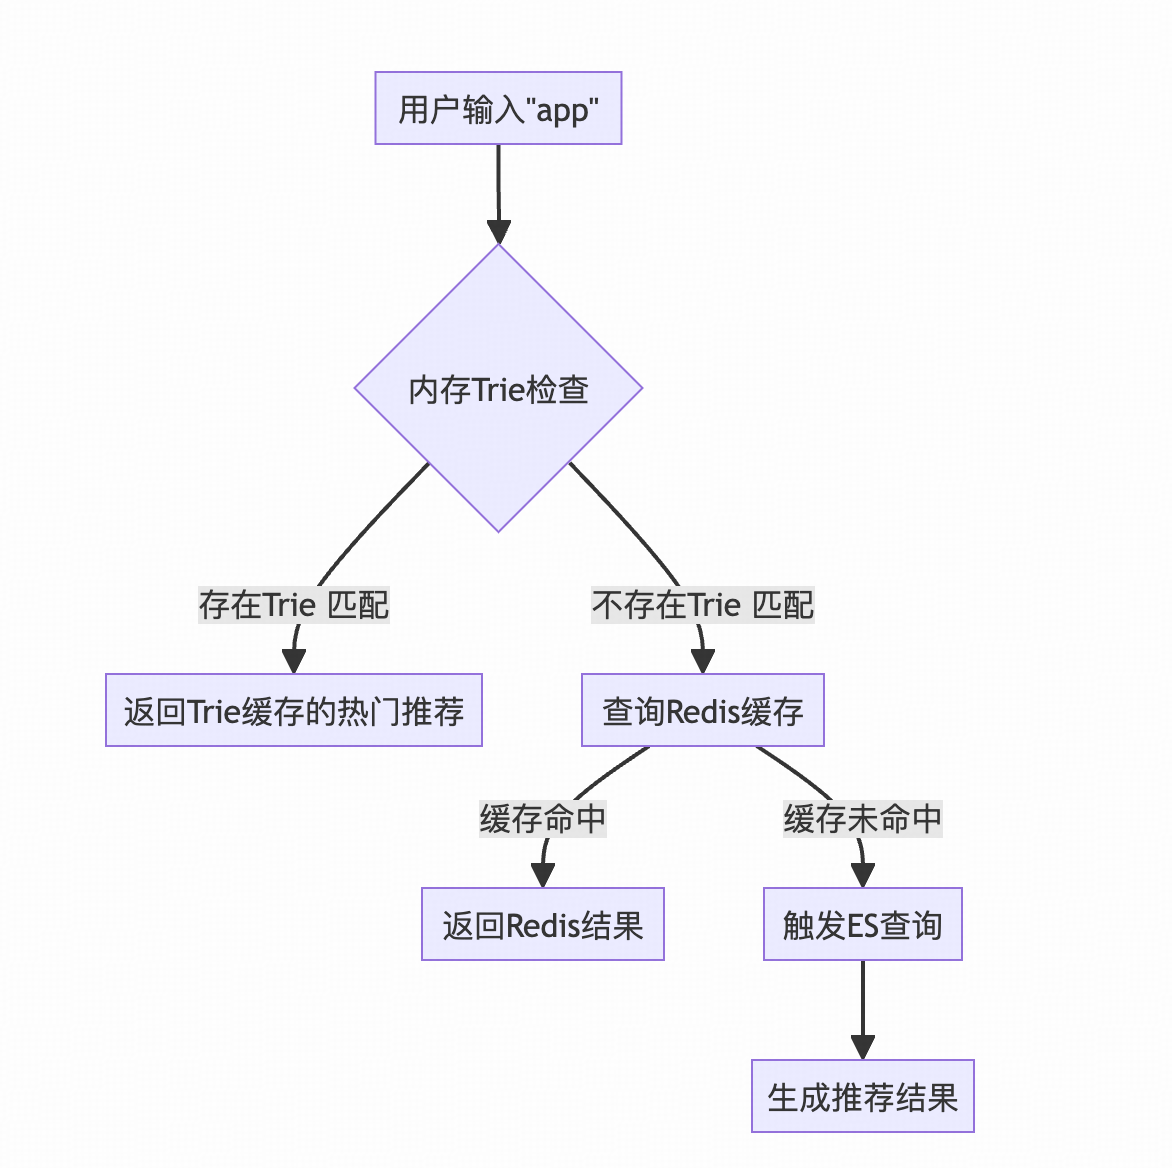 用户输入"app"
内存Trie检查
存在Trie 匹配
不存在Trie 匹配
返回Trie缓存的热门推荐
查询Redis缓存
缓存命中
缓存未命中
返回Redis结果
触发ES查询
生成推荐结果